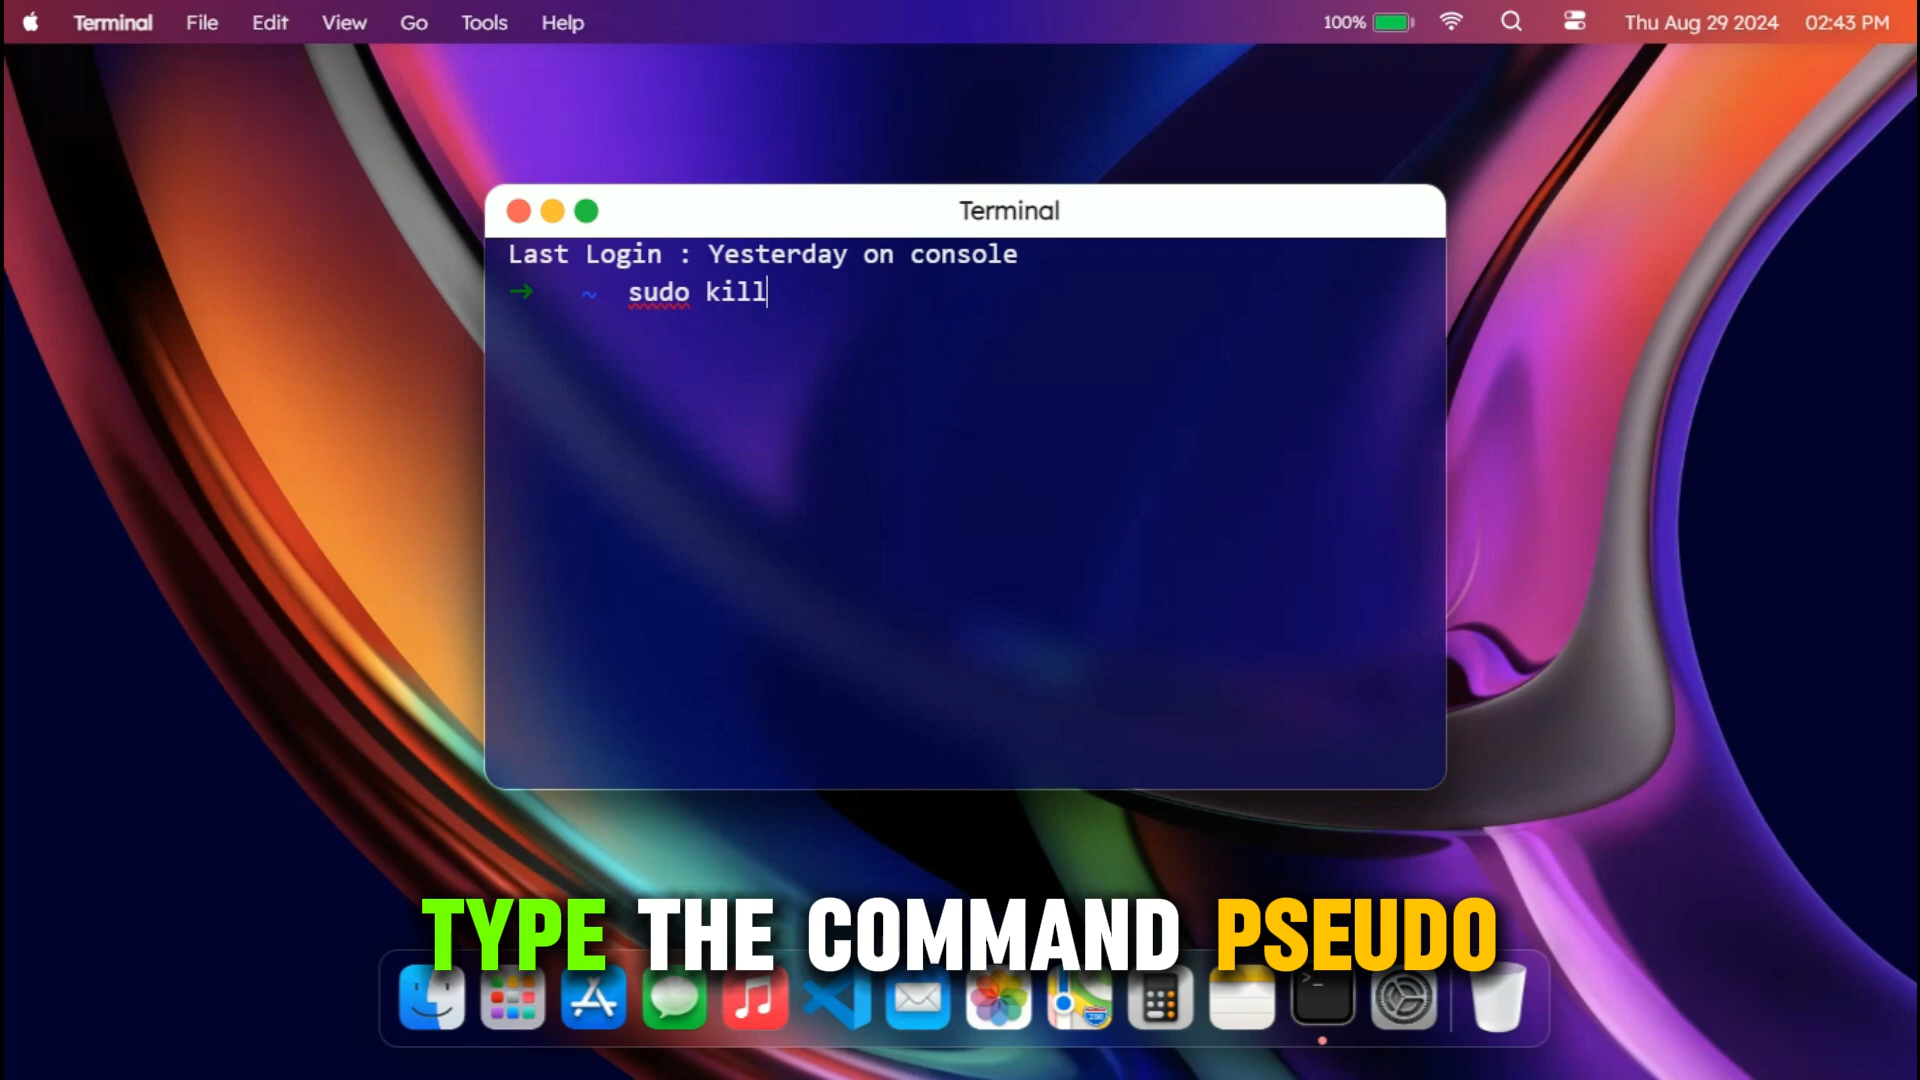 Terminal File Edit View Go Tools Help 100% Thu Aug 29 2024 02:43 PM
Terminal
Last Login : Yesterday on console
→ ~ sudo kill
TYPE THE COMMAND PSEUDO
>_
280